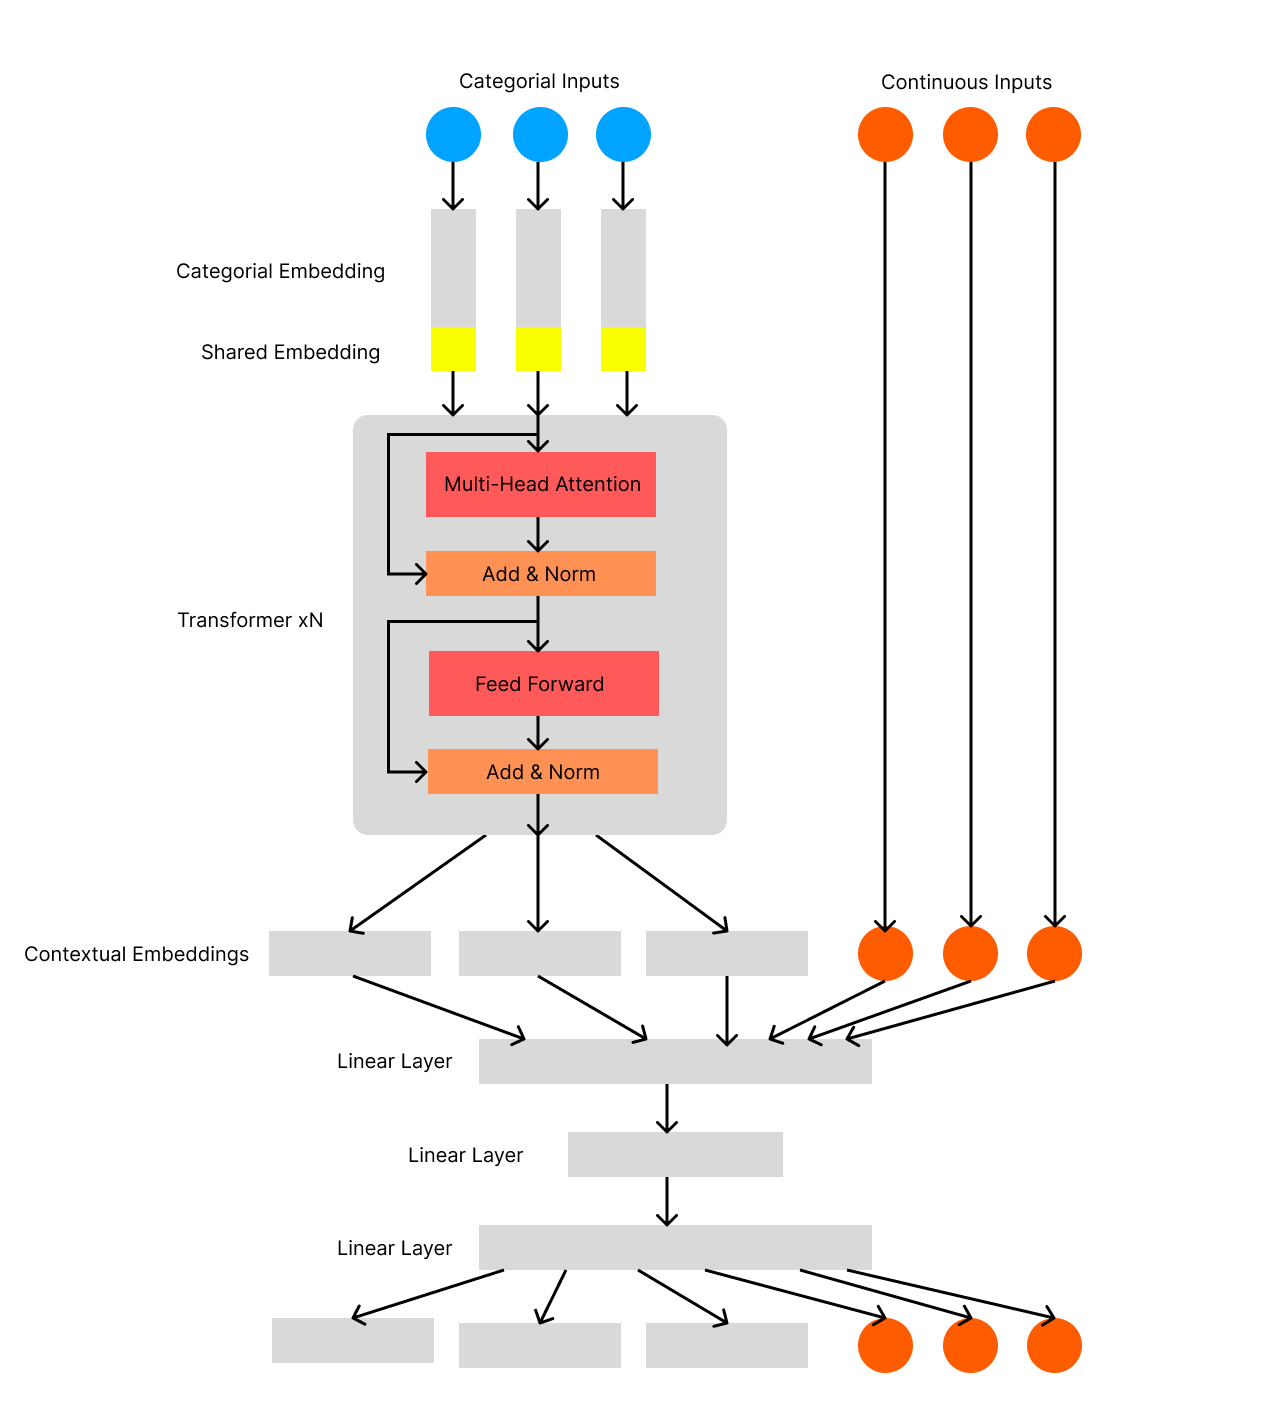 Categorial Inputs
Continuous Inputs
Categorial Embedding
Shared Embedding
Multi-Head Attention
Add & Norm
Transformer xN
Feed Forward
Add & Norm
Contextual Embeddings
Linear Layer
Linear Layer
Linear Layer